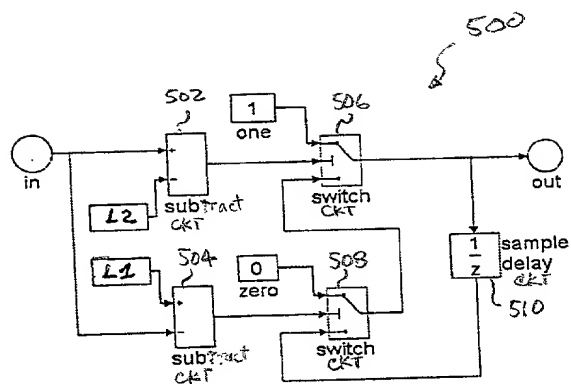 500
502
1
one
506
in
+
-
out
subtract
CKT
L2
switch
CKT
L1
504
0
zero
508
1
z
sample
delay
CKT
510
+
-
subtract
CKT
switch
CKT